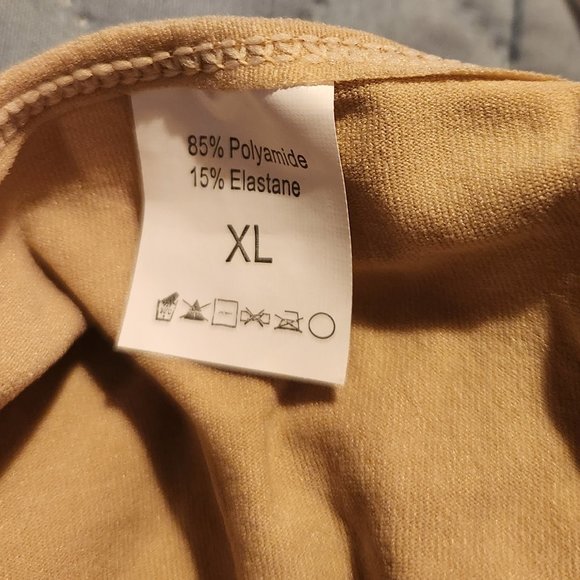 85% Polyamide
15% Elastane
XL